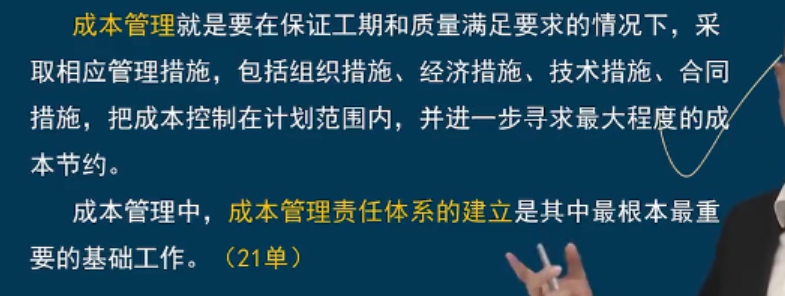 成本管理就是要在保证工期和质量满足要求的情况下，采
取相应管理措施，包括组织措施、经济措施、技术措施、合同
措施，把成本控制在计划范围内，并进一步寻求最大程度的成
本节约。
成本管理中，成本管理责任体系的建立是其中最根本最重
要的基础工作。（21单）